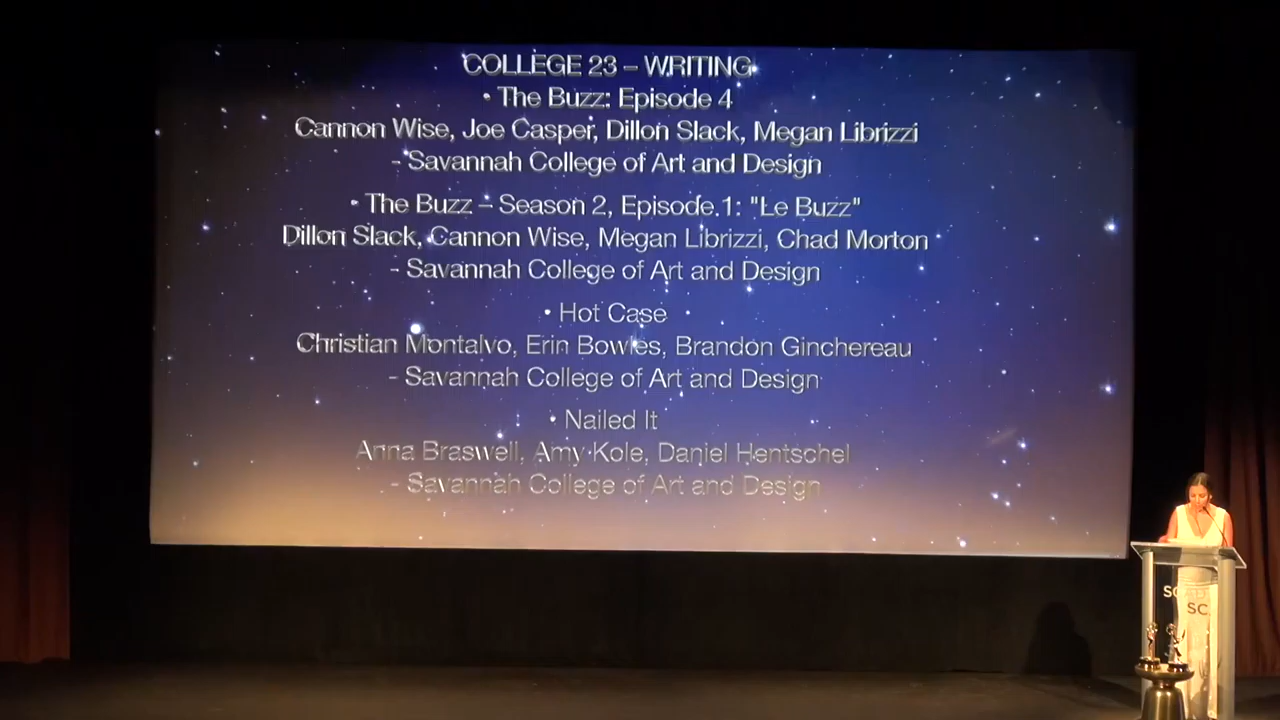 COLLEGE 23 – WRITING
• The Buzz: Episode 4
Cannon Wise, Joe Casper, Dillon Slack, Megan Librizzi
- Savannah College of Art and Design
• The Buzz – Season 2, Episode 1: "Le Buzz"
Dillon Slack, Cannon Wise, Megan Librizzi, Chad Morton
- Savannah College of Art and Design
• Hot Case
Christian Montalvo, Erin Bowles, Brandon Ginchereau
- Savannah College of Art and Design
• Nailed It
Anna Braswell, Amy Kole, Daniel Hentschel
- Savannah College of Art and Design